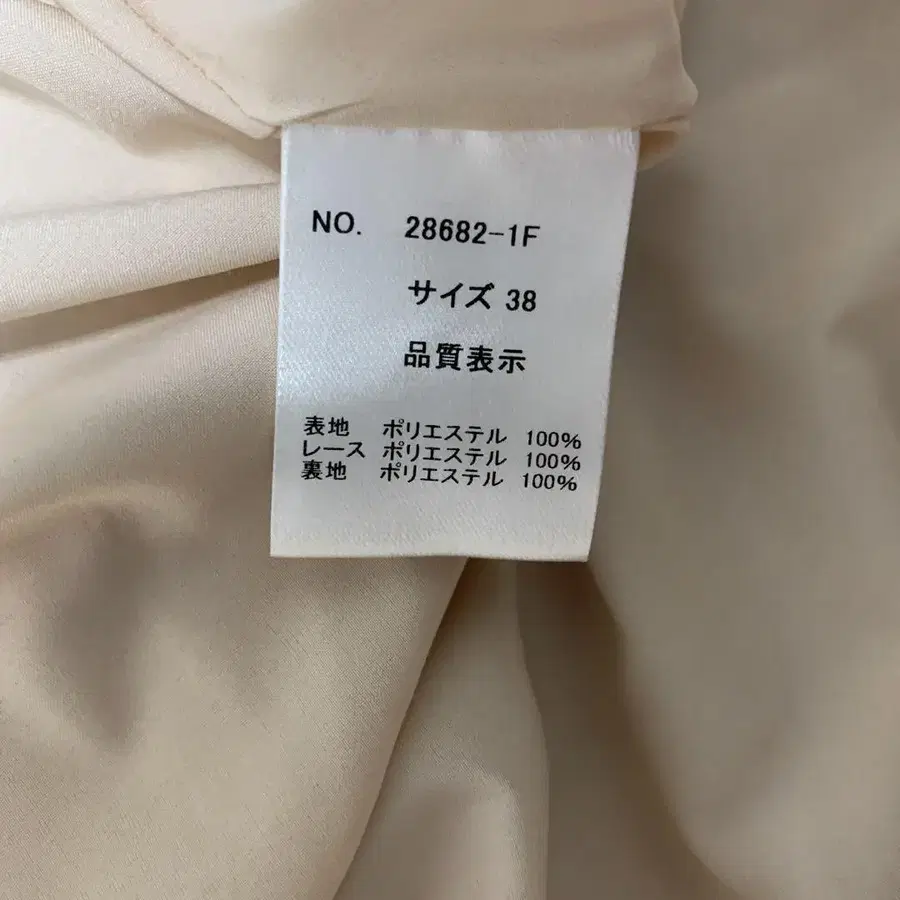 NO. 28682-1F
サイズ 38
品質表示
表地 ポリエステル 100%
レース ポリエステル 100%
裏地 ポリエステル 100%